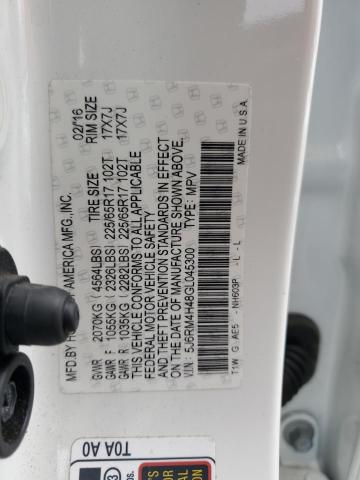 MFD. BY AMERICA MFG., INC. 02/16
TIRE SIZE RIM SIZE
GVWR 2070KG ( 4564LBS)
GAWR F 1055KG ( 2326LBS) 225/65R17 102T 17X7J
GAWR R 1035KG ( 2282LBS) 225/65R17 102T 17X7J
THIS VEHICLE CONFORMS TO ALL APPLICABLE
FEDERAL MOTOR VEHICLE SAFETY BUMPER,
AND THEFT PREVENTION STANDARDS IN EFFECT
ON THE DATE OF MANUFACTURE SHOWN ABOVE.
VIN: 5J6RM4H48GL045300 TYPE: MPV
T1W G AE5 - NH603P - L - L
MADE IN U.S.A.
T0A A0